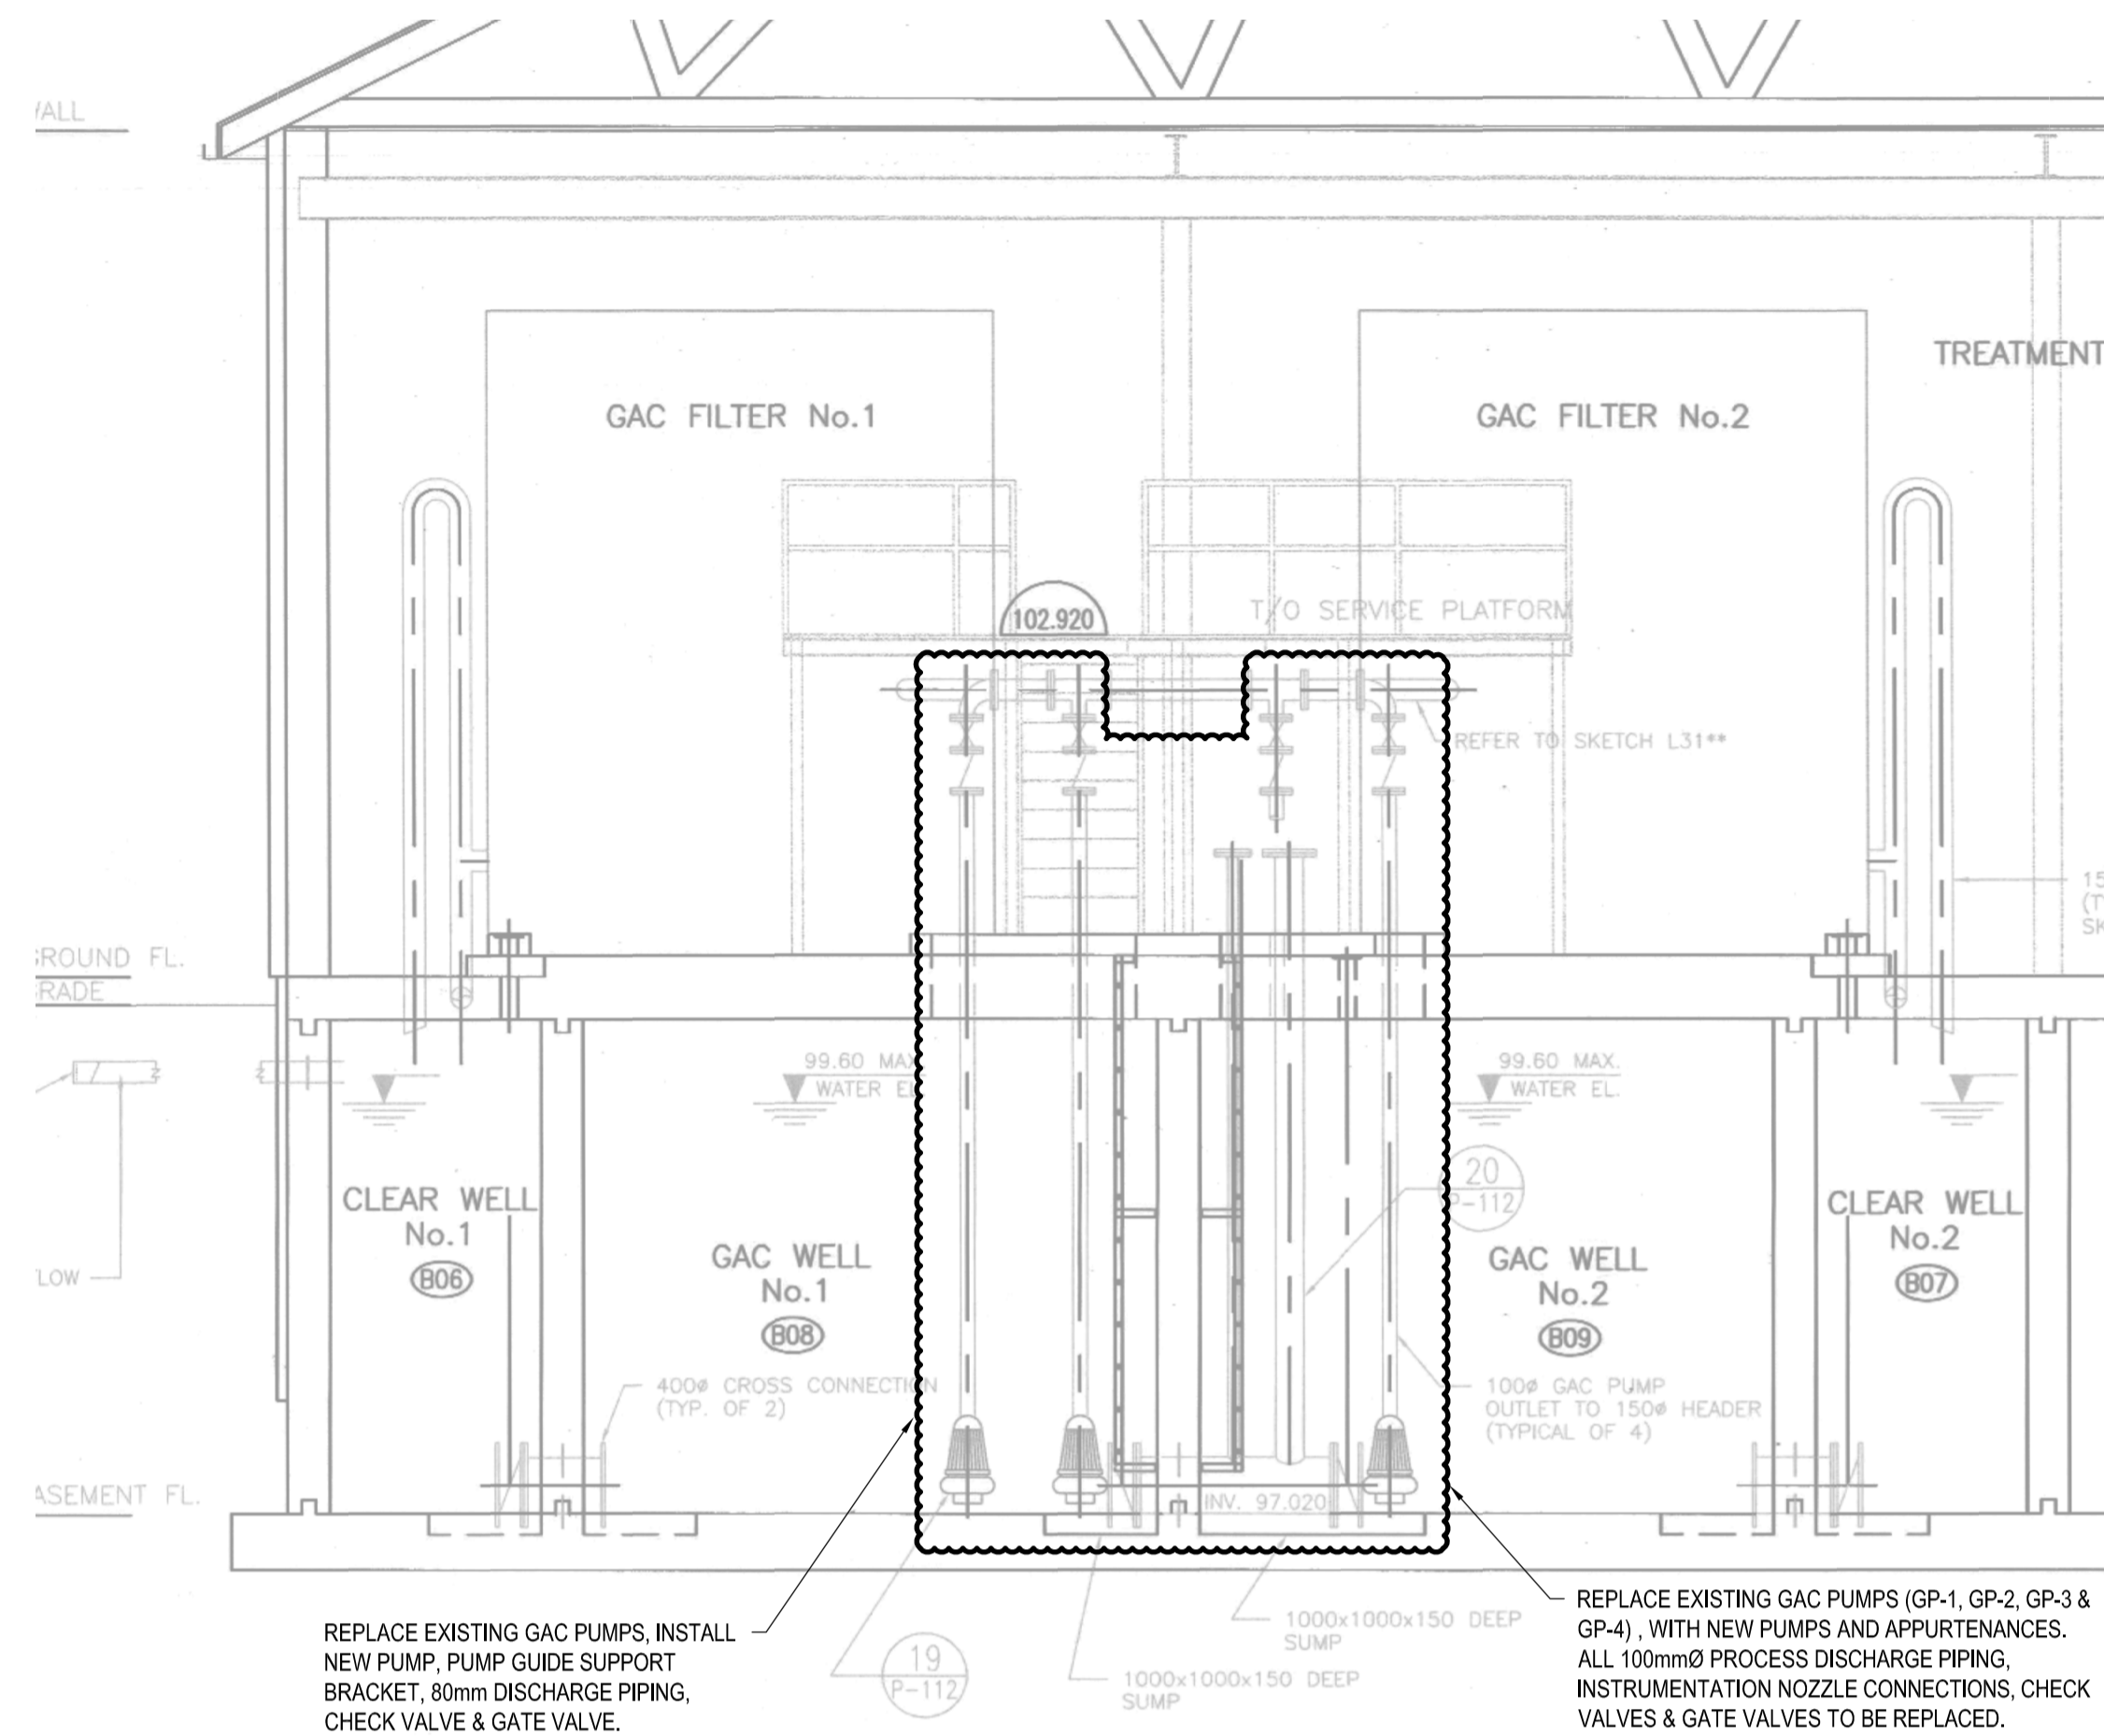 TREATMENT
GAC FILTER No.1
GAC FILTER No.2
102.920
T/O SERVICE PLATFORM
REFER TO SKETCH L31**
GROUND FL.
99.60 MAX.
WATER EL.
99.60 MAX.
WATER EL.
20
P-112
CLEAR WELL
No.1
B06
GAC WELL
No.1
B08
GAC WELL
No.2
B09
CLEAR WELL
No.2
B07
400ø CROSS CONNECTION
(TYP. OF 2)
100ø GAC PUMP
OUTLET TO 150ø HEADER
(TYPICAL OF 4)
INV. 97.020
REPLACE EXISTING GAC PUMPS, INSTALL
NEW PUMP, PUMP GUIDE SUPPORT
BRACKET, 80mm DISCHARGE PIPING,
CHECK VALVE & GATE VALVE.
19
P-112
1000x1000x150 DEEP
SUMP
1000x1000x150 DEEP
SUMP
REPLACE EXISTING GAC PUMPS (GP-1, GP-2, GP-3 &
GP-4) , WITH NEW PUMPS AND APPURTENANCES.
ALL 100mmØ PROCESS DISCHARGE PIPING,
INSTRUMENTATION NOZZLE CONNECTIONS, CHECK
VALVES & GATE VALVES TO BE REPLACED.